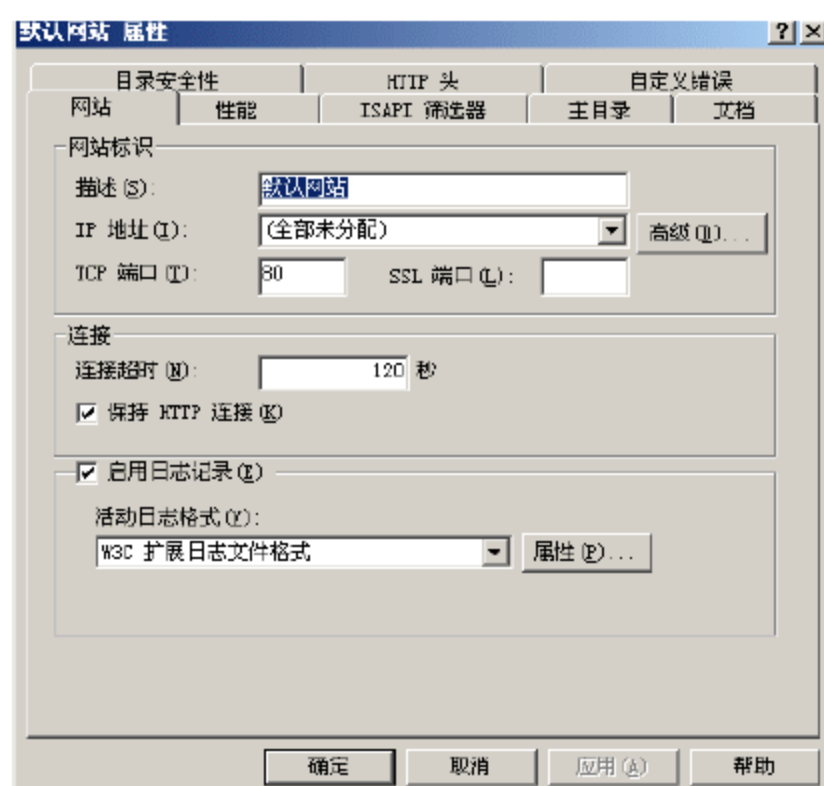 默认网站 属性
目录安全性 HTTP 头 自定义错误
网站 性能 ISAPI 筛选器 主目录 文档
网站标识
描述(S): 默认网站
IP 地址(I): (全部未分配) 高级(D)...
TCP 端口(T): 80 SSL 端口(L):
连接
连接超时(N): 120 秒
保持 HTTP 连接(K)
启用日志记录(E)
活动日志格式(V):
W3C 扩展日志文件格式 属性(P)...
确定 取消 应用(A) 帮助